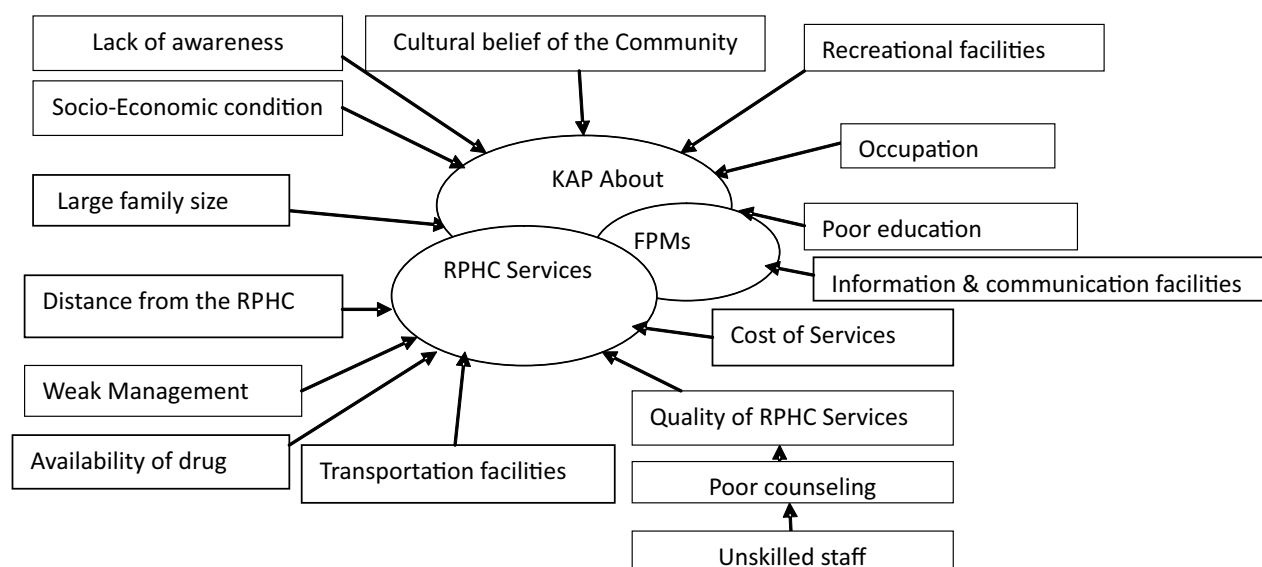 Lack of awareness
Cultural belief of the Community
Recreational facilities
Socio-Economic condition
Occupation
KAP About
Large family size
Poor education
FPMs
RPHC Services
Information & communication facilities
Distance from the RPHC
Cost of Services
Weak Management
Quality of RPHC Services
Availability of drug
Transportation facilities
Poor counseling
Unskilled staff